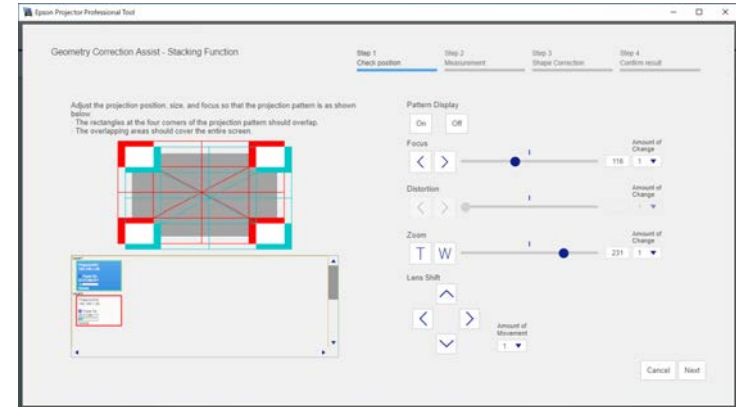 Epson Projector Professional Tool
Geometry Correction Assist - Stacking Function
Step 1
Check position
Step 2
Measurement
Step 3
Shape Correction
Step 4
Confirm result
Adjust the projection position, size, and focus so that the projection pattern is as shown
below.
- The rectangles at the four corners of the projection pattern should overlap.
- The overlapping areas should cover the entire screen.
Pattern Display
On
Off
Focus
Amount of
Change
116
1
Distortion
Amount of
Change
1
Zoom
Amount of
Change
T
W
231
1
Lens Shift
Amount of
Movement
1
Cancel
Next